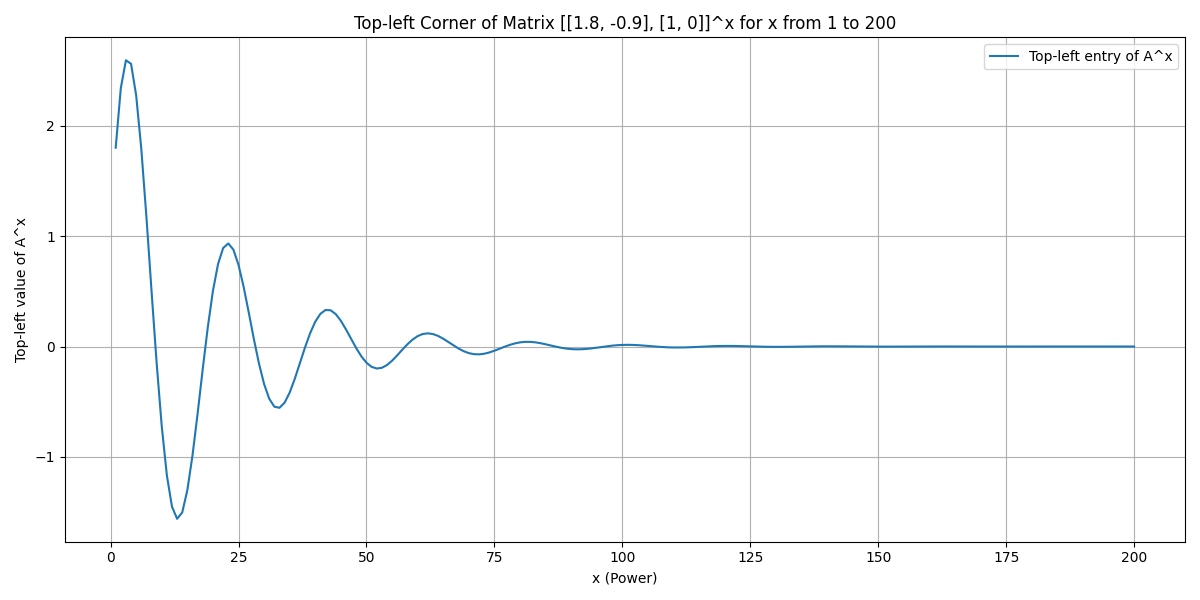 Top-left Corner of Matrix [[1.8, -0.9], [1, 0]]^x for x from 1 to 200
Top-left entry of A^x
Top-left value of A^x
2
1
0
−1
0 25 50 75 100 125 150 175 200
x (Power)